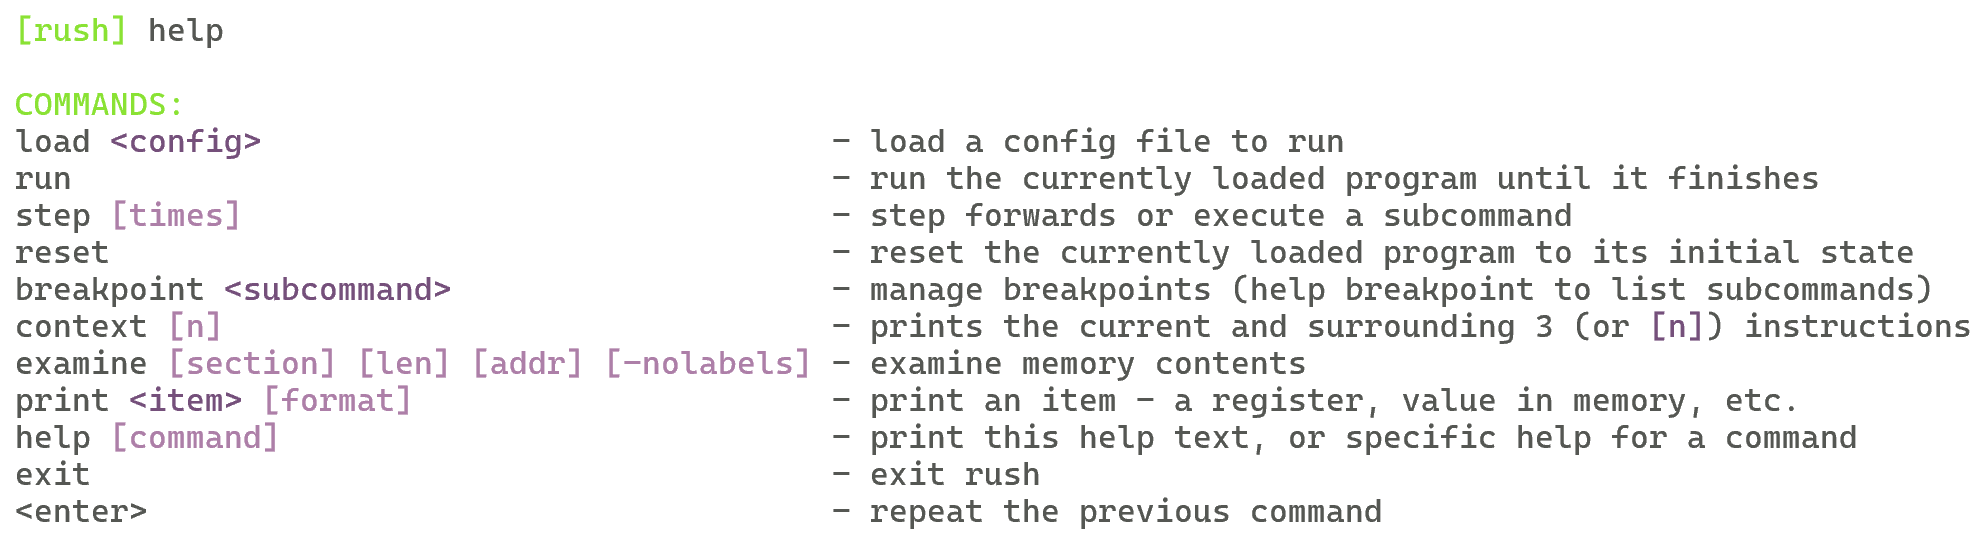 [rush] help
COMMANDS:
load <config> - load a config file to run
run - run the currently loaded program until it finishes
step [times] - step forwards or execute a subcommand
reset - reset the currently loaded program to its initial state
breakpoint <subcommand> - manage breakpoints (help breakpoint to list subcommands)
context [n] - prints the current and surrounding 3 (or [n]) instructions
examine [section] [len] [addr] [-nolabels] - examine memory contents
print <item> [format] - print an item - a register, value in memory, etc.
help [command] - print this help text, or specific help for a command
exit - exit rush
<enter> - repeat the previous command